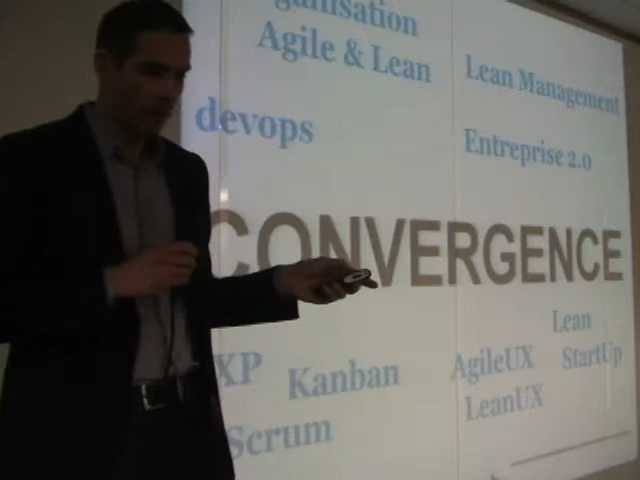 Agile & Lean
Lean Management
devops
Entreprise 2.0
CONVERGENCE
Lean
XP
Kanban
AgileUX
StartUp
LeanUX
Scrum